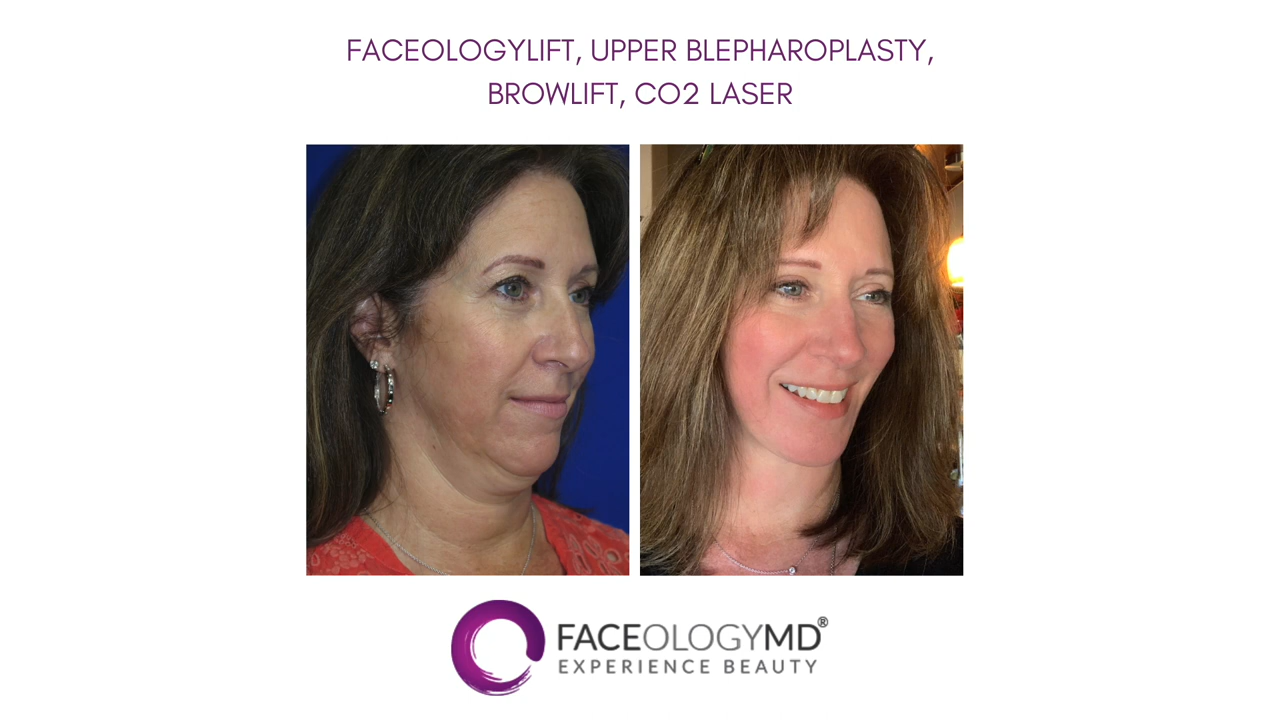 FACEOLOGYLIFT, UPPER BLEPHAROPLASTY,
BROWLIFT, CO2 LASER
FACEOLOGYMD®
EXPERIENCE BEAUTY